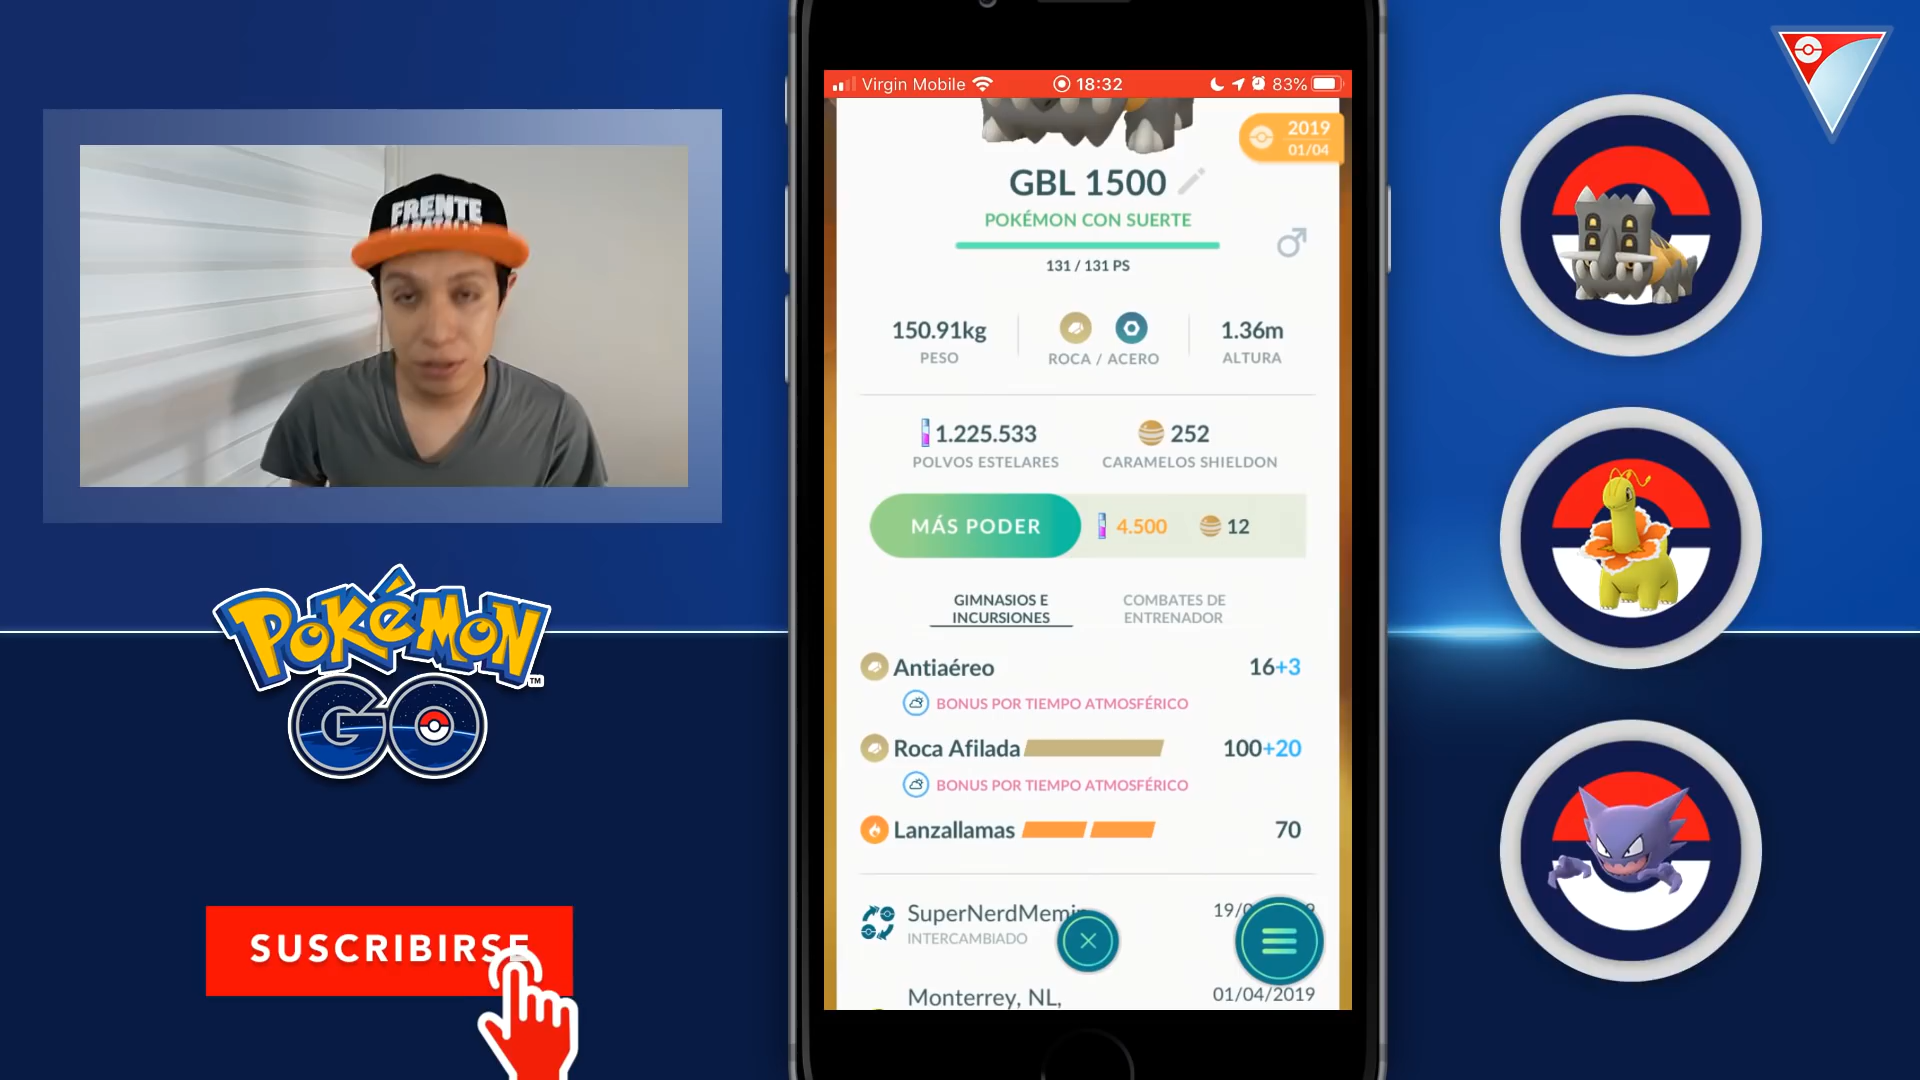 Virgin Mobile
18:32
83%
2019
01/04
GBL 1500
POKÉMON CON SUERTE
131 / 131 PS
150.91kg
PESO
ROCA / ACERO
1.36m
ALTURA
1.225.533
POLVOS ESTELARES
252
CARAMELOS SHIELDON
MÁS PODER
4.500
12
GIMNASIOS E
INCURSIONES
COMBATES DE
ENTRENADOR
Antiaéreo
16+3
BONUS POR TIEMPO ATMOSFÉRICO
Roca Afilada
100+20
BONUS POR TIEMPO ATMOSFÉRICO
Lanzallamas
70
SuperNerdMemin
INTERCAMBIADO
Monterrey, NL,
01/04/2019
FRENTE
POKÉMON
TM
GO
SUSCRIBIRSE